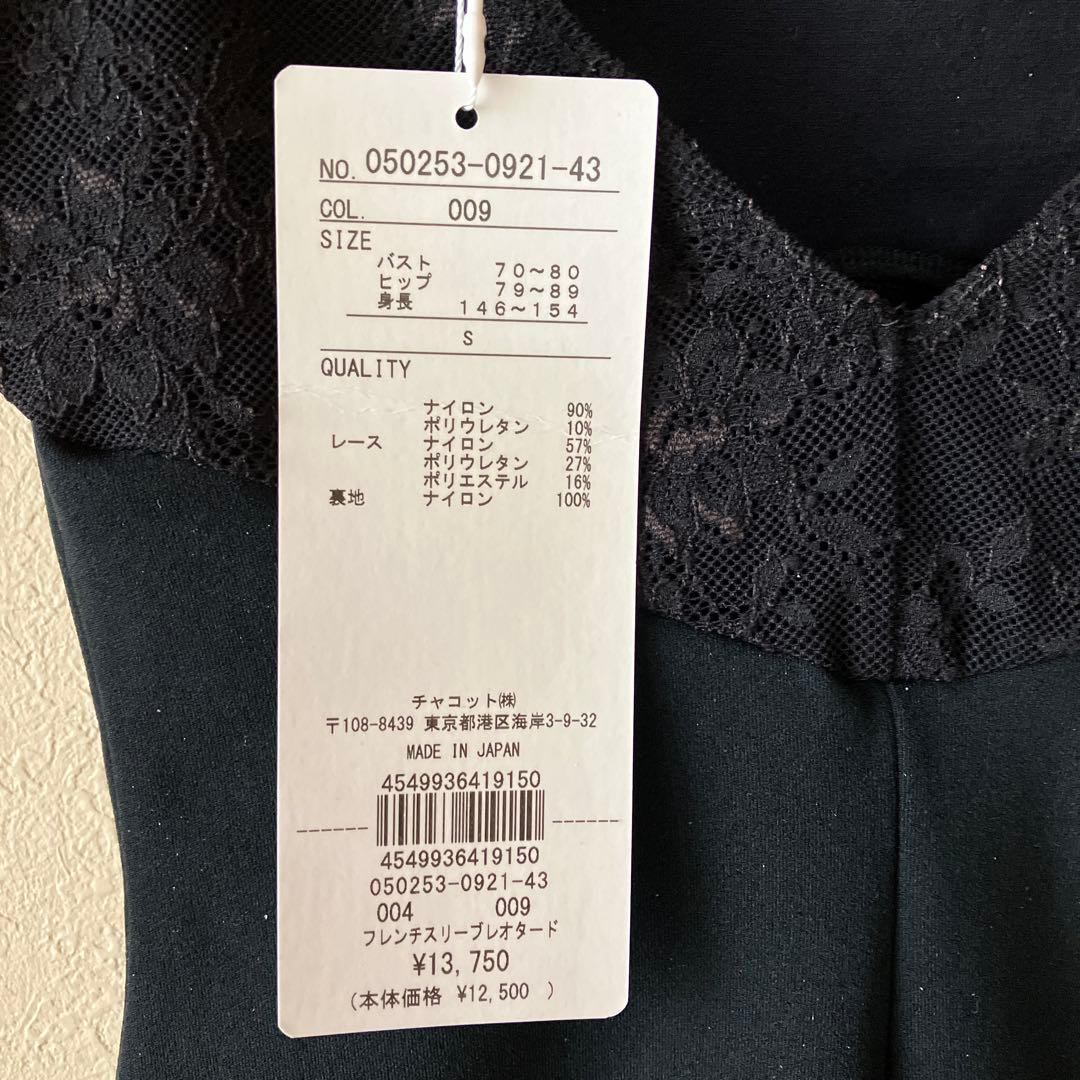 NO. 050253-0921-43
COL. 009
SIZE
バスト 70~80
ヒップ 79~89
身長 146~154
S
QUALITY
ナイロン 90%
ポリウレタン 10%
レース ナイロン 57%
ポリウレタン 27%
ポリエステル 16%
裏地 ナイロン 100%
チャコット㈱
〒108-8439 東京都港区海岸3-9-32
MADE IN JAPAN
4549936419150
4549936419150
050253-0921-43
004 009
フレンチスリーブレオタード
¥13,750
(本体価格 ¥12,500 )